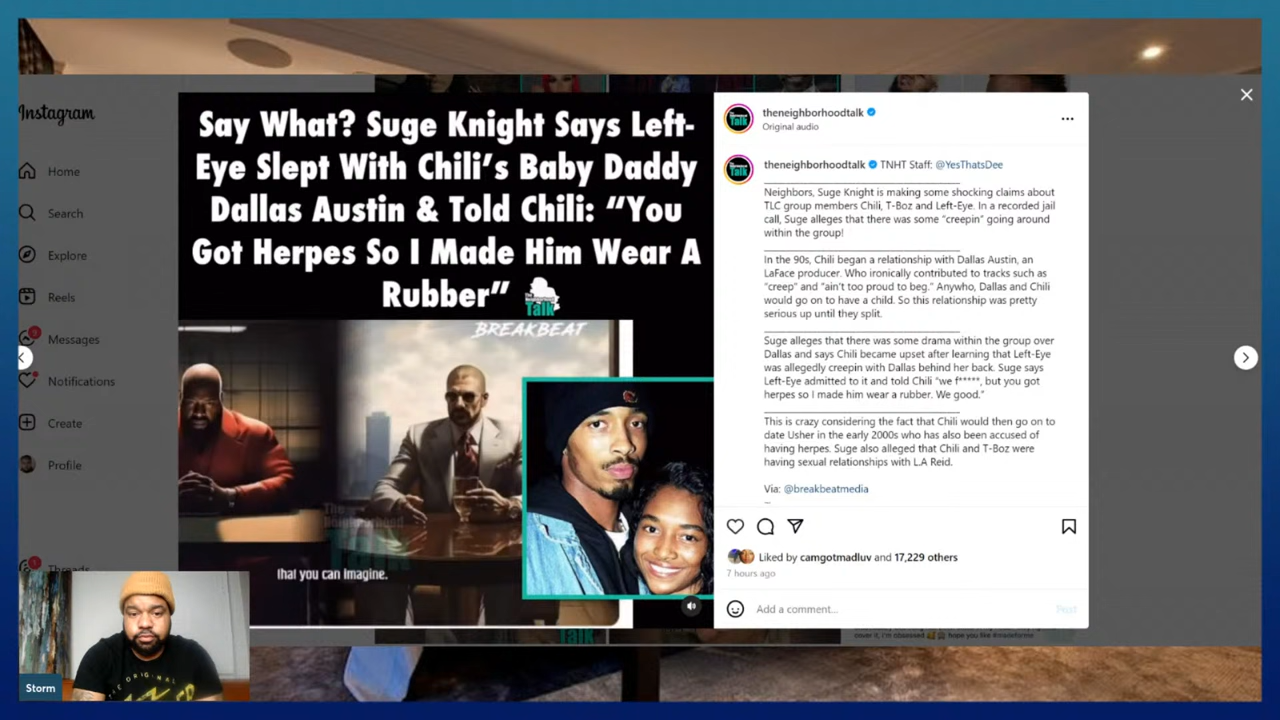 Instagram
Home
Search
Explore
Reels
Messages
Notifications
Create
Profile
Threads
Say What? Suge Knight Says Left-
Eye Slept With Chili's Baby Daddy
Dallas Austin & Told Chili: "You
Got Herpes So I Made Him Wear A
Rubber"
The Neighborhood
Talk
BREAKBEAT
The
Neighborhood
Talk
that you can imagine.
theneighborhoodtalk
Original audio
theneighborhoodtalk TNHT Staff: @YesThatsDee
Neighbors, Suge Knight is making some shocking claims about
TLC group members Chili, T-Boz and Left-Eye. In a recorded jail
call, Suge alleges that there was some "creepin" going around
within the group!
In the 90s, Chili began a relationship with Dallas Austin, an
LaFace producer. Who ironically contributed to tracks such as
"creep" and "ain't too proud to beg." Anywho, Dallas and Chili
would go on to have a child. So this relationship was pretty
serious up until they split.
Suge alleges that there was some drama within the group over
Dallas and says Chili became upset after learning that Left-Eye
was allegedly creepin with Dallas behind her back. Suge says
Left-Eye admitted to it and told Chili "we f*****, but you got
herpes so I made him wear a rubber. We good."
This is crazy considering the fact that Chili would then go on to
date Usher in the early 2000s who has also been accused of
having herpes. Suge also alleged that Chili and T-Boz were
having sexual relationships with L.A Reid.
Via: @breakbeatmedia
Liked by camgotmadluv and 17,229 others
7 hours ago
Add a comment...
Post
Storm